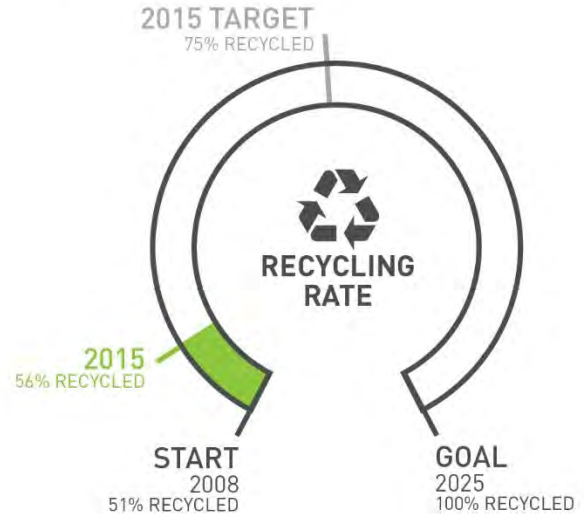 2015 TARGET
75% RECYCLED
RECYCLING
RATE
2015
56% RECYCLED
START
2008
51% RECYCLED
GOAL
2025
100% RECYCLED